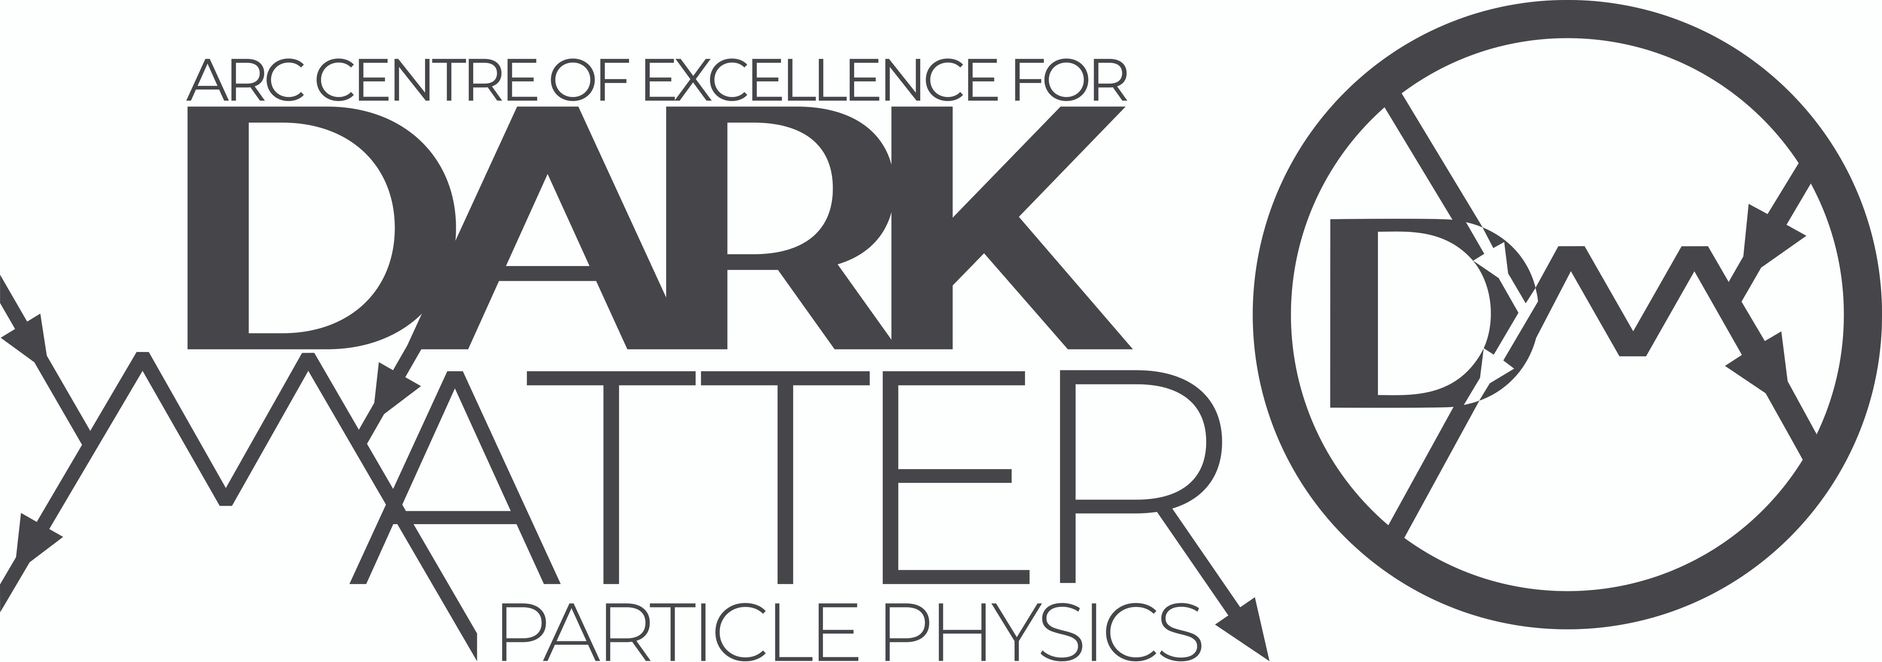 ARC CENTRE OF EXCELLENCE FOR
DARK
MATTER
PARTICLE PHYSICS
DM